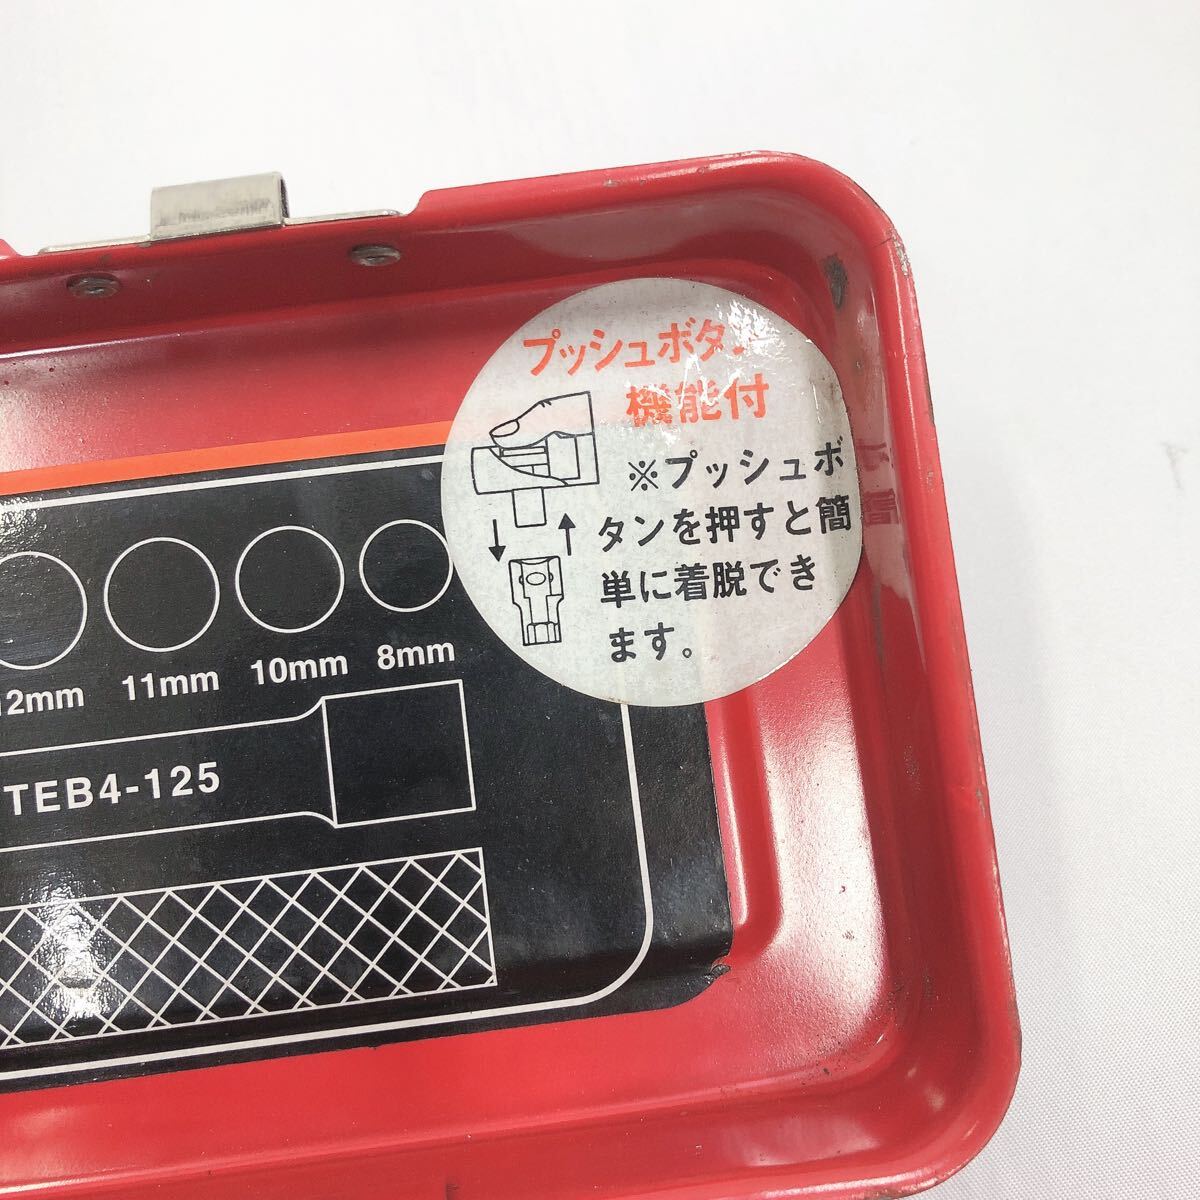 プッシュボタン
機能付
※プッシュボ
タンを押すと簡
単に着脱でき
ます。
12mm 11mm 10mm 8mm
TEB4-125